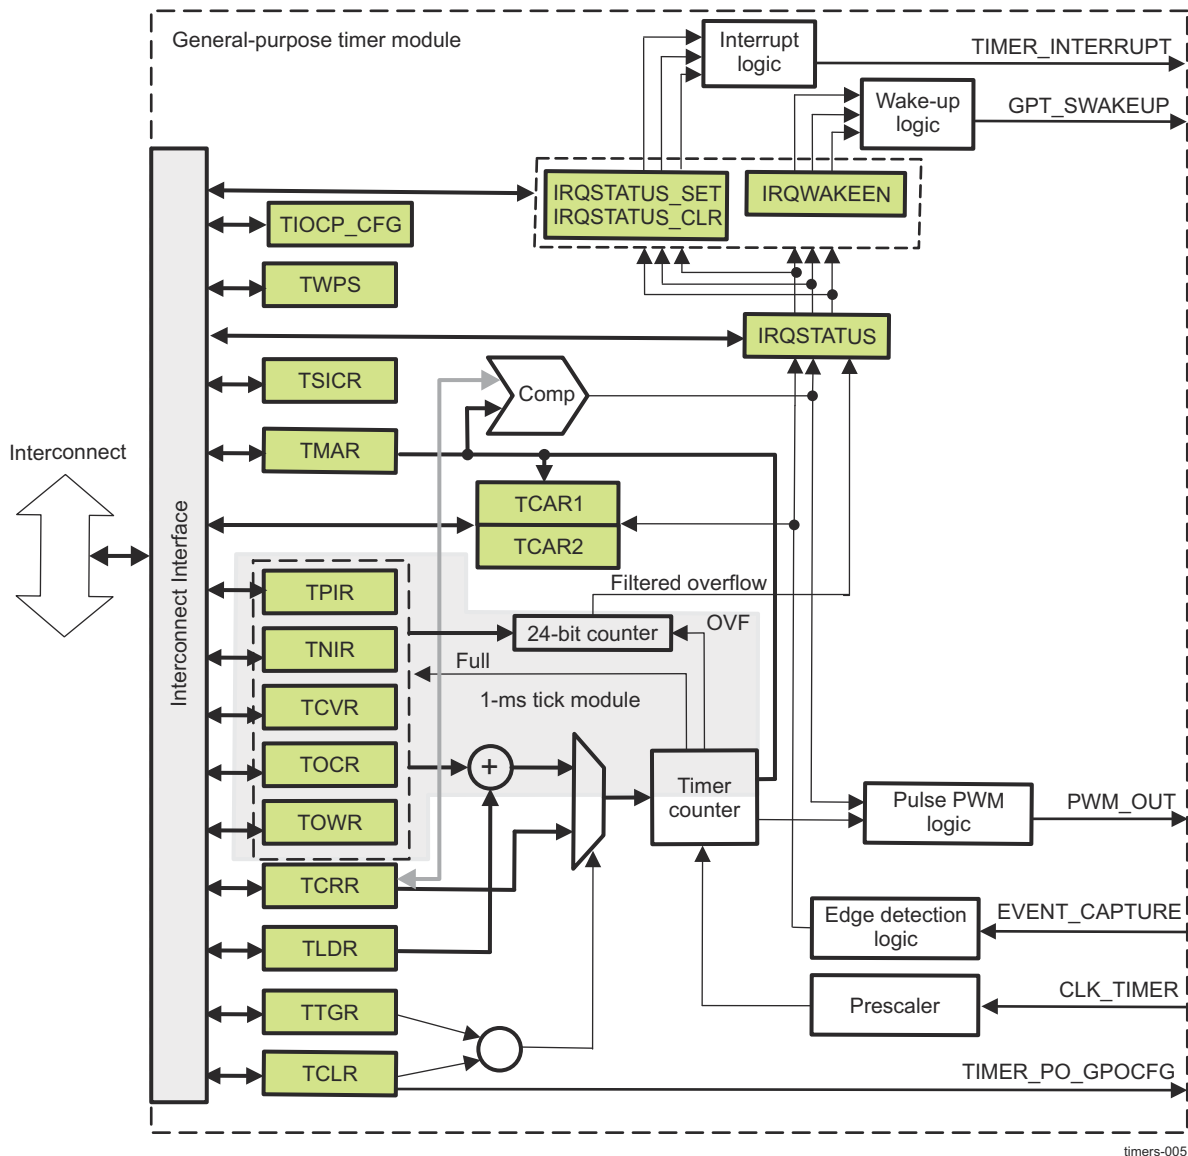 General-purpose timer module
Interrupt
logic
TIMER_INTERRUPT
Wake-up
logic
GPT_SWAKEUP
IRQSTATUS_SET
IRQSTATUS_CLR
IRQWAKEEN
TIOCP_CFG
TWPS
IRQSTATUS
TSICR
Comp
TMAR
Interconnect
Interconnect Interface
TCAR1
TCAR2
TPIR
Filtered overflow
24-bit counter
OVF
TNIR
Full
1-ms tick module
TCVR
TOCR
+
Timer
counter
TOWR
Pulse PWM
logic
PWM_OUT
TCRR
Edge detection
logic
EVENT_CAPTURE
TLDR
Prescaler
CLK_TIMER
TTGR
TCLR
TIMER_PO_GPOCFG
timers-005